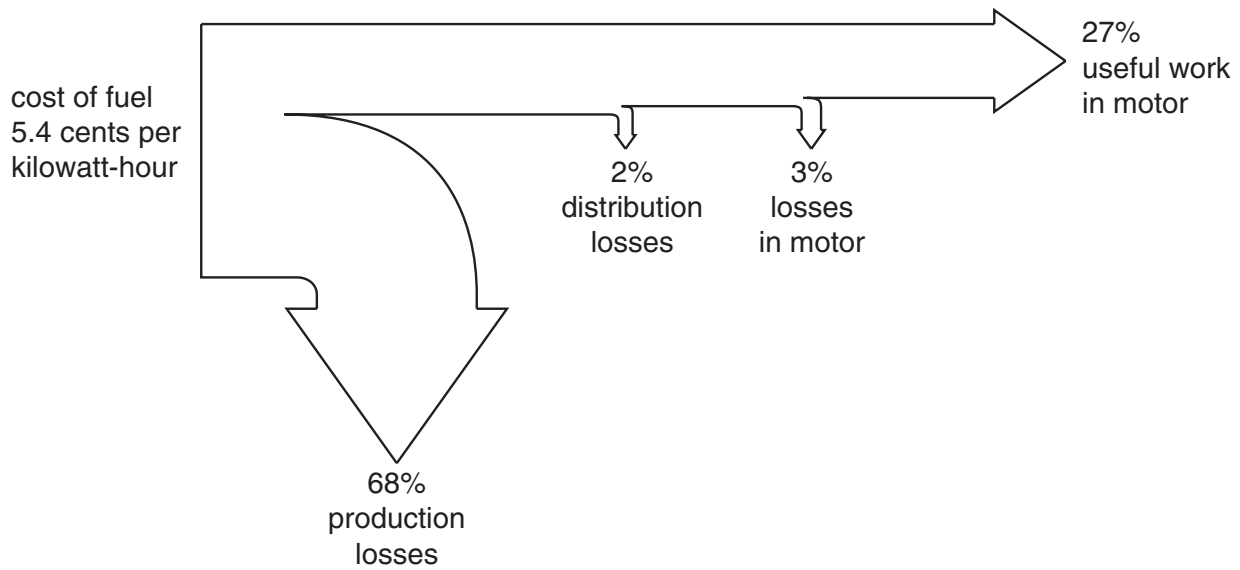 27%
useful work
in motor
cost of fuel
5.4 cents per
kilowatt-hour
2%
distribution
losses
3%
losses
in motor
68%
production
losses